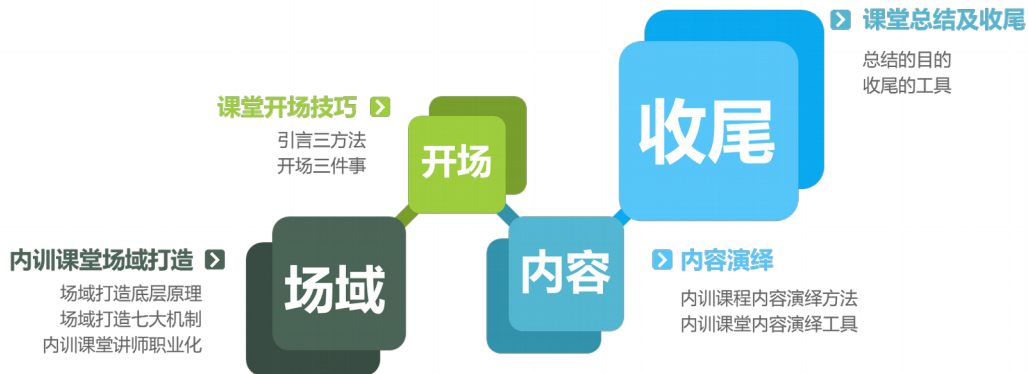 课堂总结及收尾
总结的目的
收尾的工具
收尾
课堂开场技巧
引言三方法
开场三件事
开场
内训课堂场域打造
场域打造底层原理
场域打造七大机制
内训课堂讲师职业化
场域
内容
内容演绎
内训课程内容演绎方法
内训课堂内容演绎工具